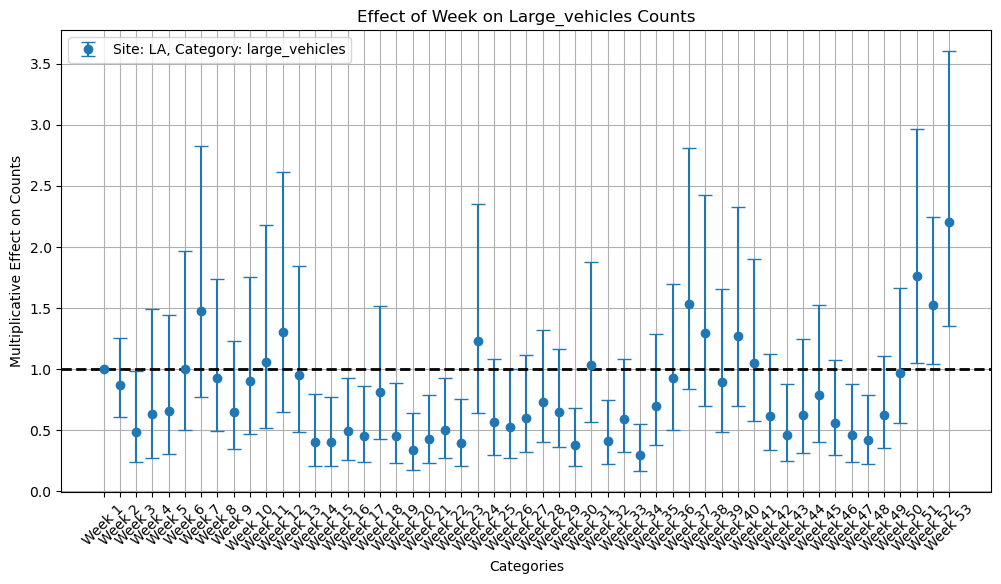 Effect of Week on Large_vehicles Counts
Site: LA, Category: large_vehicles
Multiplicative Effect on Counts
3.5
3.0
2.5
2.0
1.5
1.0
0.5
0.0
Week 1
Week 2
Week 3
Week 4
Week 5
Week 6
Week 7
Week 8
Week 9
Week 10
Week 11
Week 12
Week 13
Week 14
Week 15
Week 16
Week 17
Week 18
Week 19
Week 20
Week 21
Week 22
Week 23
Week 24
Week 25
Week 26
Week 27
Week 28
Week 29
Week 30
Week 31
Week 32
Week 33
Week 34
Week 35
Week 36
Week 37
Week 38
Week 39
Week 40
Week 41
Week 42
Week 43
Week 44
Week 45
Week 46
Week 47
Week 48
Week 49
Week 50
Week 51
Week 52
Week 53
Categories